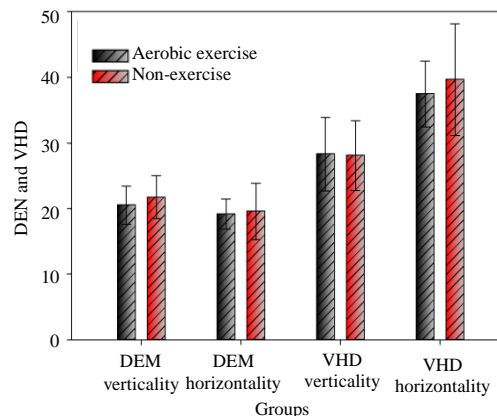 50
40
30
20
10
0
DEN and VHD
Aerobic exercise
Non-exercise
DEM
verticality
DEM
horizontality
VHD
verticality
VHD
horizontality
Groups